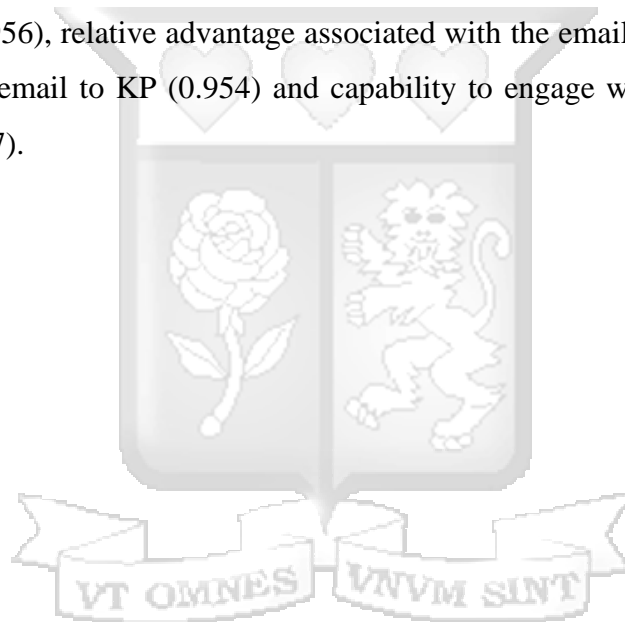 956), relative advantage associated with the email
email to KP (0.954) and capability to engage w
7).
VT OMNES VNVM SINT